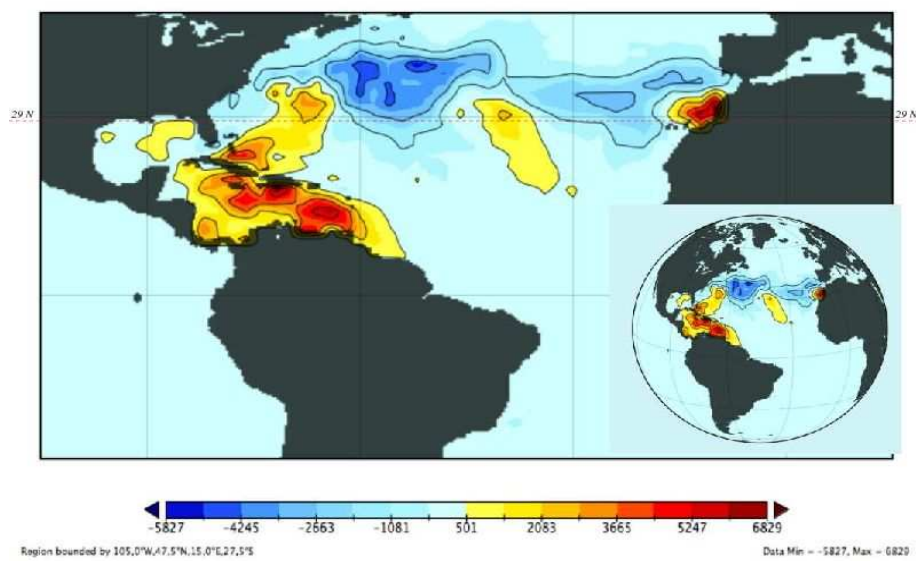 29 N 29 N
-5827 -4245 -2663 -1081 501 2083 3665 5247 6829
Region bounded by 105,0°W,47,5°N,15,0°E,27,5°S Data Min = -5827, Max = 6829